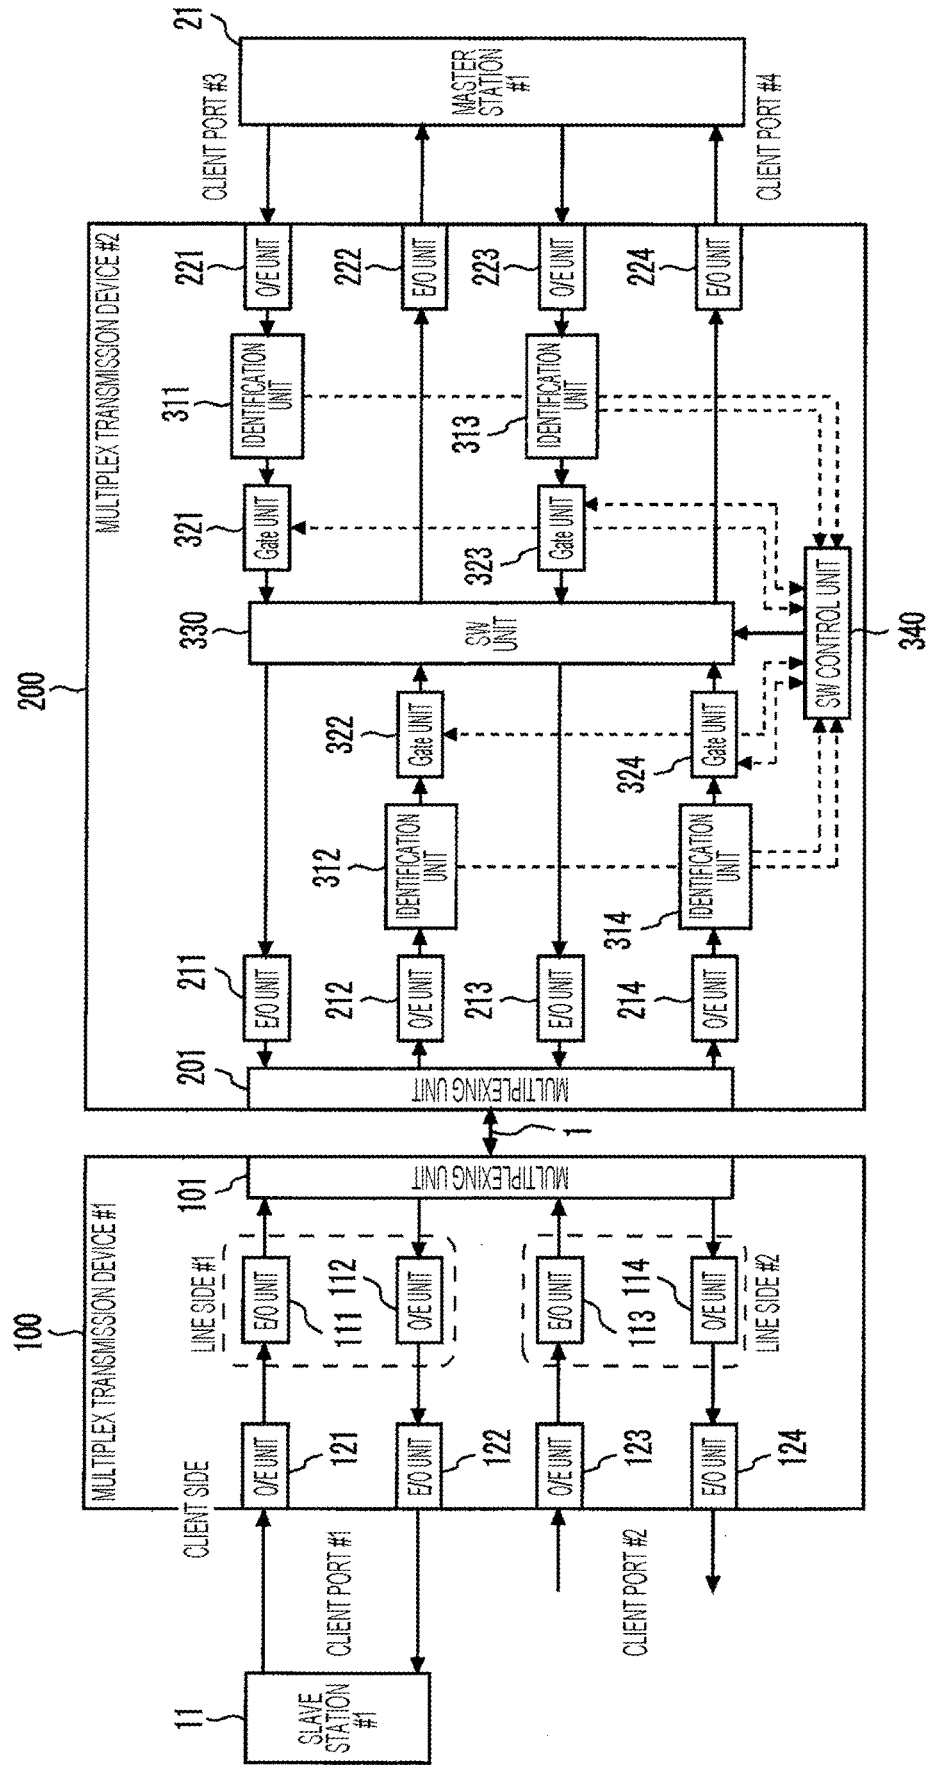 100
MULTIPLEX TRANSMISSION DEVICE #1
200
MULTIPLEX TRANSMISSION DEVICE #2
CLIENT SIDE
11
SLAVE
STATION
#1
CLIENT PORT #1
CLIENT PORT #2
O/E UNIT
121
E/O UNIT
122
O/E UNIT
123
E/O UNIT
124
LINE SIDE #1
E/O UNIT
111
O/E UNIT
112
E/O UNIT
113
O/E UNIT
114
LINE SIDE #2
101
MULTIPLEXING UNIT
1
201
MULTIPLEXING UNIT
211
E/O UNIT
212
O/E UNIT
213
E/O UNIT
214
O/E UNIT
312
IDENTIFICATION
UNIT
314
IDENTIFICATION
UNIT
322
Gate UNIT
324
Gate UNIT
330
SW
UNIT
SW CONTROL UNIT
340
321
Gate UNIT
323
Gate UNIT
311
IDENTIFICATION
UNIT
313
IDENTIFICATION
UNIT
221
O/E UNIT
222
E/O UNIT
223
O/E UNIT
224
E/O UNIT
CLIENT PORT #3
CLIENT PORT #4
21
MASTER
STATION
#1